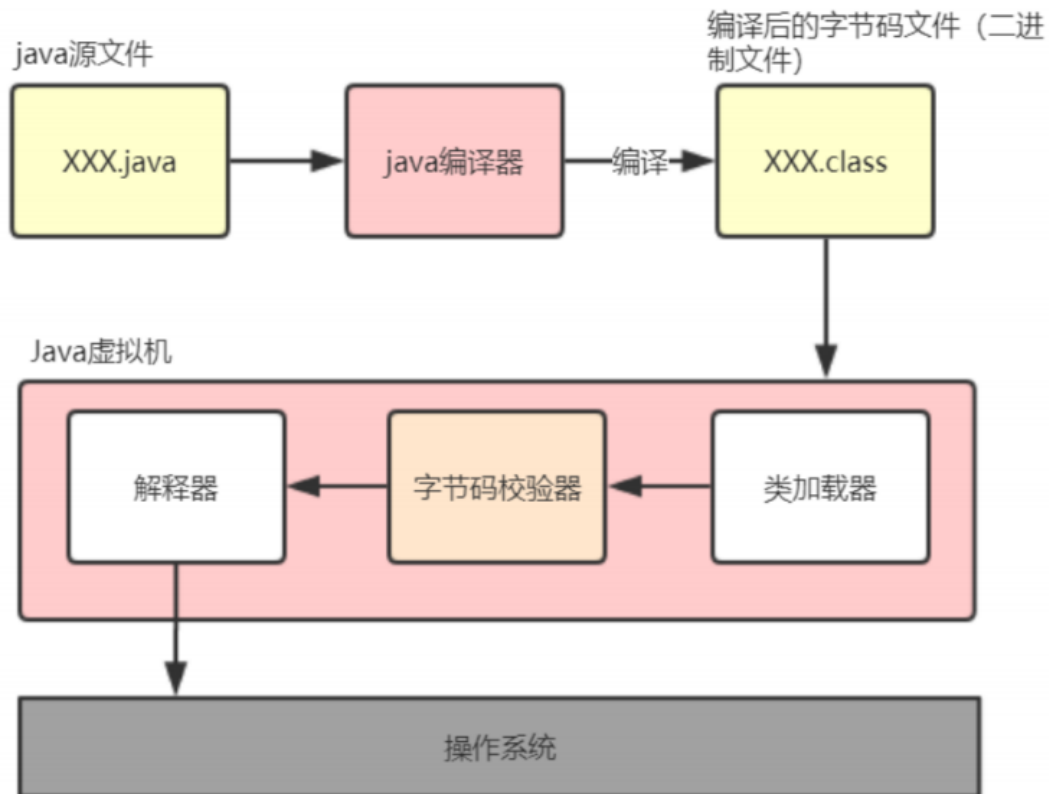 java源文件
编译后的字节码文件（二进
制文件）
XXX.java
java编译器
编译
XXX.class
Java虚拟机
解释器
字节码校验器
类加载器
操作系统